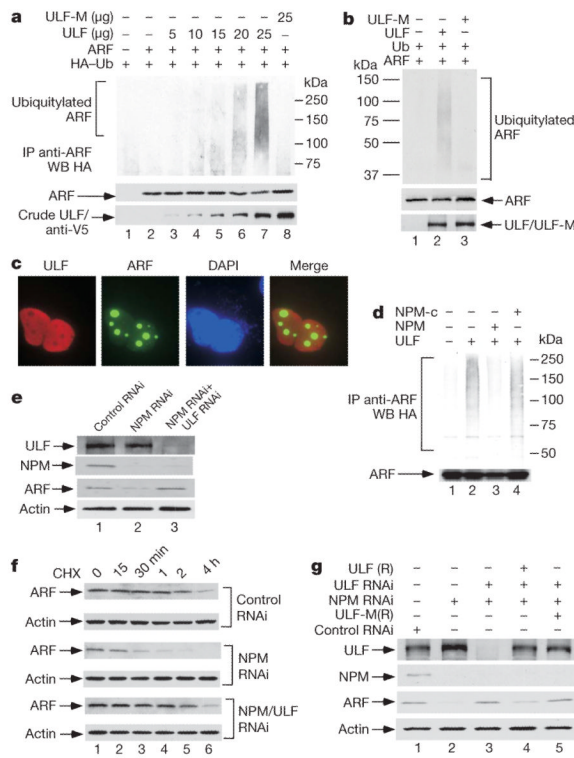 a
ULF-M (µg) – – – – – – – 25
ULF (µg) – – 5 10 15 20 25 –
ARF – + + + + + + +
HA–Ub + + + + + + + +
kDa
Ubiquitylated
ARF
250
150
100
75
IP anti-ARF
WB HA
ARF
Crude ULF/
anti-V5
1 2 3 4 5 6 7 8
b
ULF-M – – +
ULF – + –
Ub + + +
ARF + + +
kDa
150
100
75
50
37
Ubiquitylated
ARF
ARF
ULF/ULF-M
1 2 3
c
ULF ARF DAPI Merge
d
NPM-c – – – +
NPM – – + –
ULF – + + +
kDa
250
150
100
75
50
IP anti-ARF
WB HA
ARF
1 2 3 4
e
Control RNAi
NPM RNAi
NPM RNAi+
ULF RNAi
ULF
NPM
ARF
Actin
1 2 3
f
CHX 0 15 30 min 1 2 4 h
ARF
Actin
Control
RNAi
ARF
Actin
NPM
RNAi
ARF
Actin
NPM/ULF
RNAi
1 2 3 4 5 6
g
ULF (R) – – – + –
ULF RNAi – – + + +
NPM RNAi – + + + +
ULF-M(R) – – – – +
Control RNAi + – – – –
ULF
NPM
ARF
Actin
1 2 3 4 5